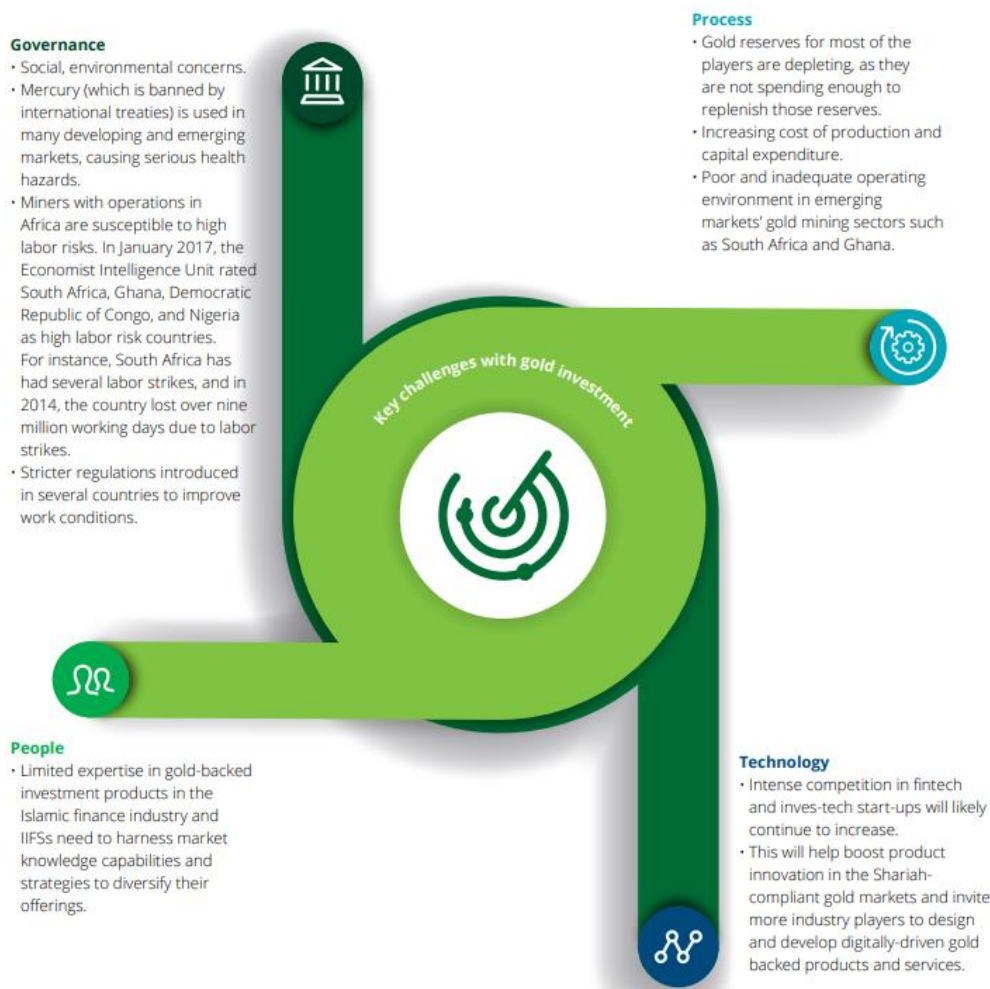 Governance
• Social, environmental concerns.
• Mercury (which is banned by
international treaties) is used in
many developing and emerging
markets, causing serious health
hazards.
• Miners with operations in
Africa are susceptible to high
labor risks. In January 2017, the
Economist Intelligence Unit rated
South Africa, Ghana, Democratic
Republic of Congo, and Nigeria
as high labor risk countries.
For instance, South Africa has
had several labor strikes, and in
2014, the country lost over nine
million working days due to labor
strikes.
• Stricter regulations introduced
in several countries to improve
work conditions.
Process
• Gold reserves for most of the
players are depleting, as they
are not spending enough to
replenish those reserves.
• Increasing cost of production and
capital expenditure.
• Poor and inadequate operating
environment in emerging
markets' gold mining sectors such
as South Africa and Ghana.
Key challenges with gold investment
People
• Limited expertise in gold-backed
investment products in the
Islamic finance industry and
IIFSs need to harness market
knowledge capabilities and
strategies to diversify their
offerings.
Technology
• Intense competition in fintech
and inves-tech start-ups will likely
continue to increase.
• This will help boost product
innovation in the Shariah-
compliant gold markets and invite
more industry players to design
and develop digitally-driven gold
backed products and services.